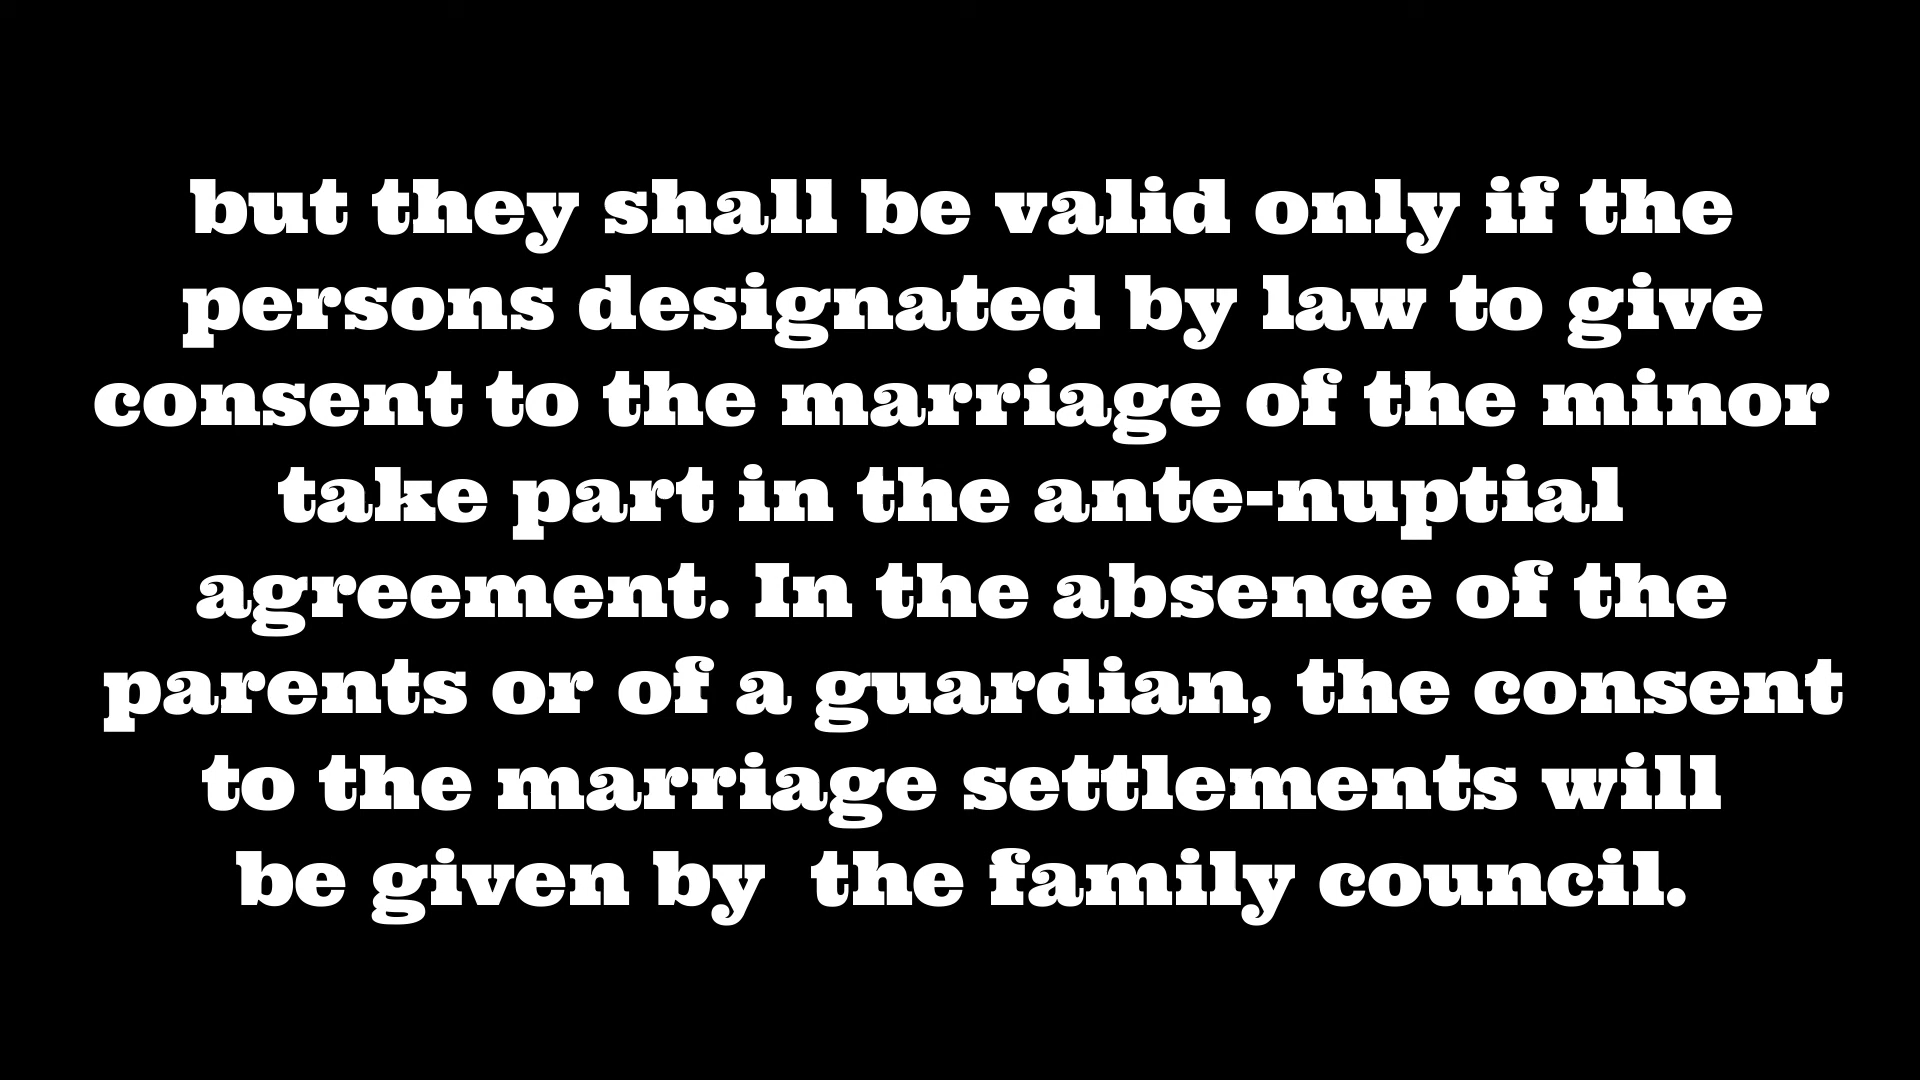 but they shall be valid only if the
persons designated by law to give
consent to the marriage of the minor
take part in the ante-nuptial
agreement. In the absence of the
parents or of a guardian, the consent
to the marriage settlements will
be given by  the family council.